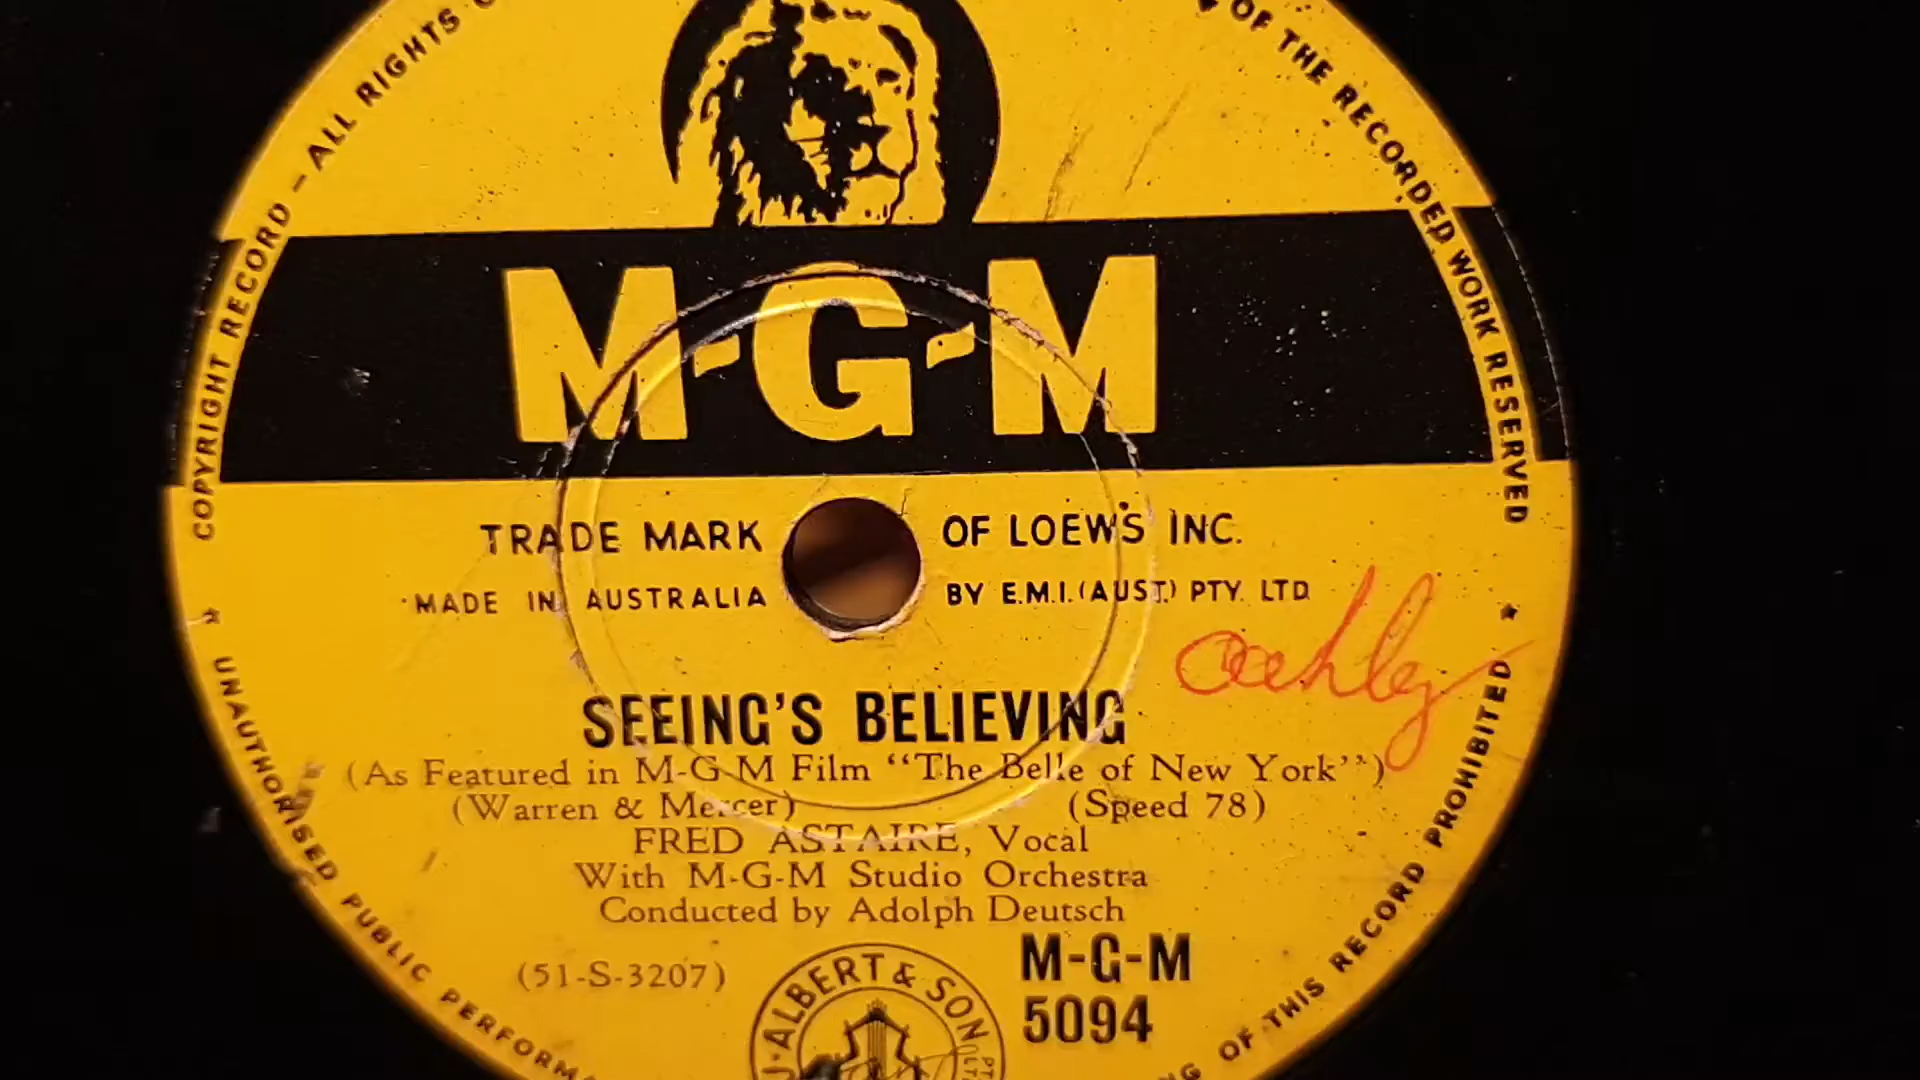 COPYRIGHT RECORD – ALL RIGHTS
OF THE RECORDED WORK RESERVED
M-G-M
TRADE MARK OF LOEW'S INC.
MADE IN AUSTRALIA BY E.M.I. (AUST.) PTY. LTD.
SEEING'S BELIEVING
(As Featured in M-G-M Film “The Belle of New York”)
(Warren & Mercer) (Speed 78)
FRED ASTAIRE, Vocal
With M-G-M Studio Orchestra
Conducted by Adolph Deutsch
(51-S-3207)
M-G-M
5094
J. ALBERT & SON PTY LTD
UNAUTHORISED PUBLIC
OF THIS RECORD PROHIBITED